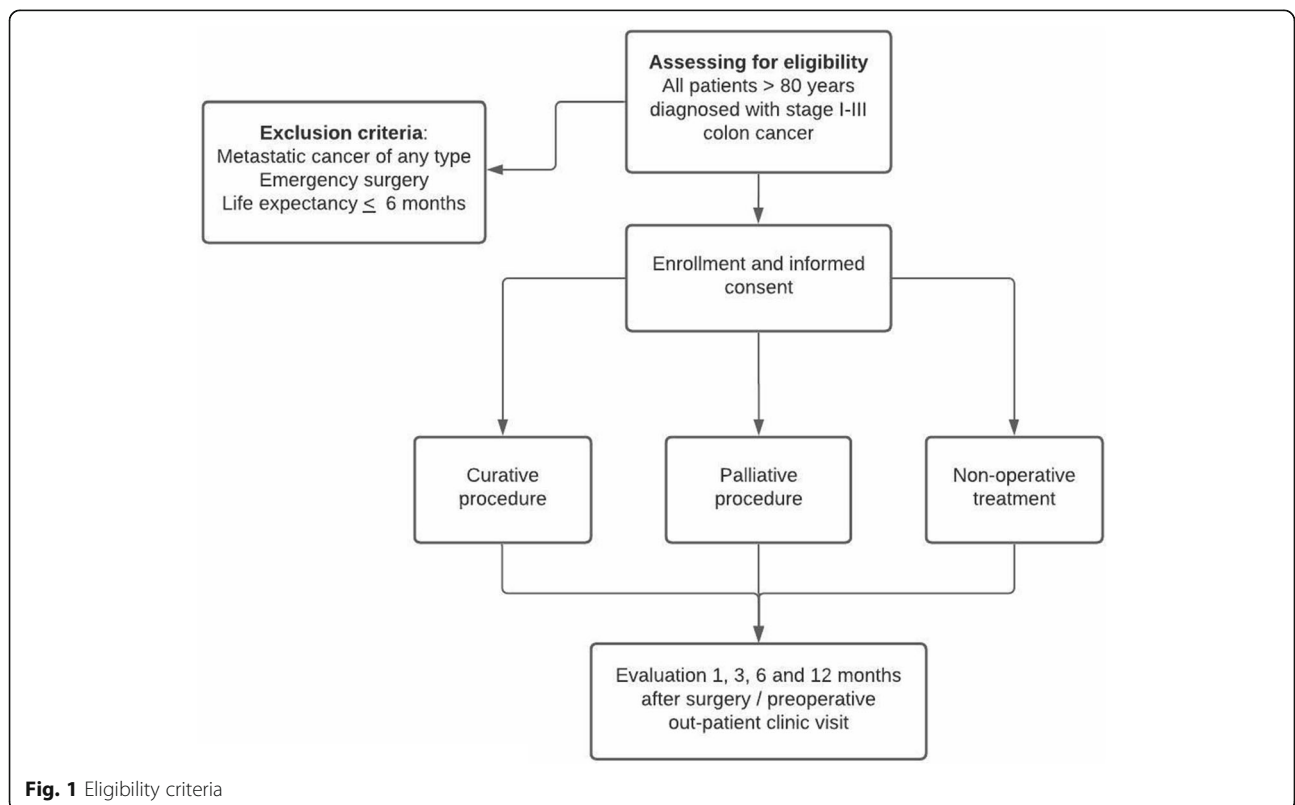 Assessing for eligibility
All patients > 80 years
diagnosed with stage I-III
colon cancer
Exclusion criteria:
Metastatic cancer of any type
Emergency surgery
Life expectancy ≤ 6 months
Enrollment and informed
consent
Curative
procedure
Palliative
procedure
Non-operative
treatment
Evaluation 1, 3, 6 and 12 months
after surgery / preoperative
out-patient clinic visit
Fig. 1 Eligibility criteria